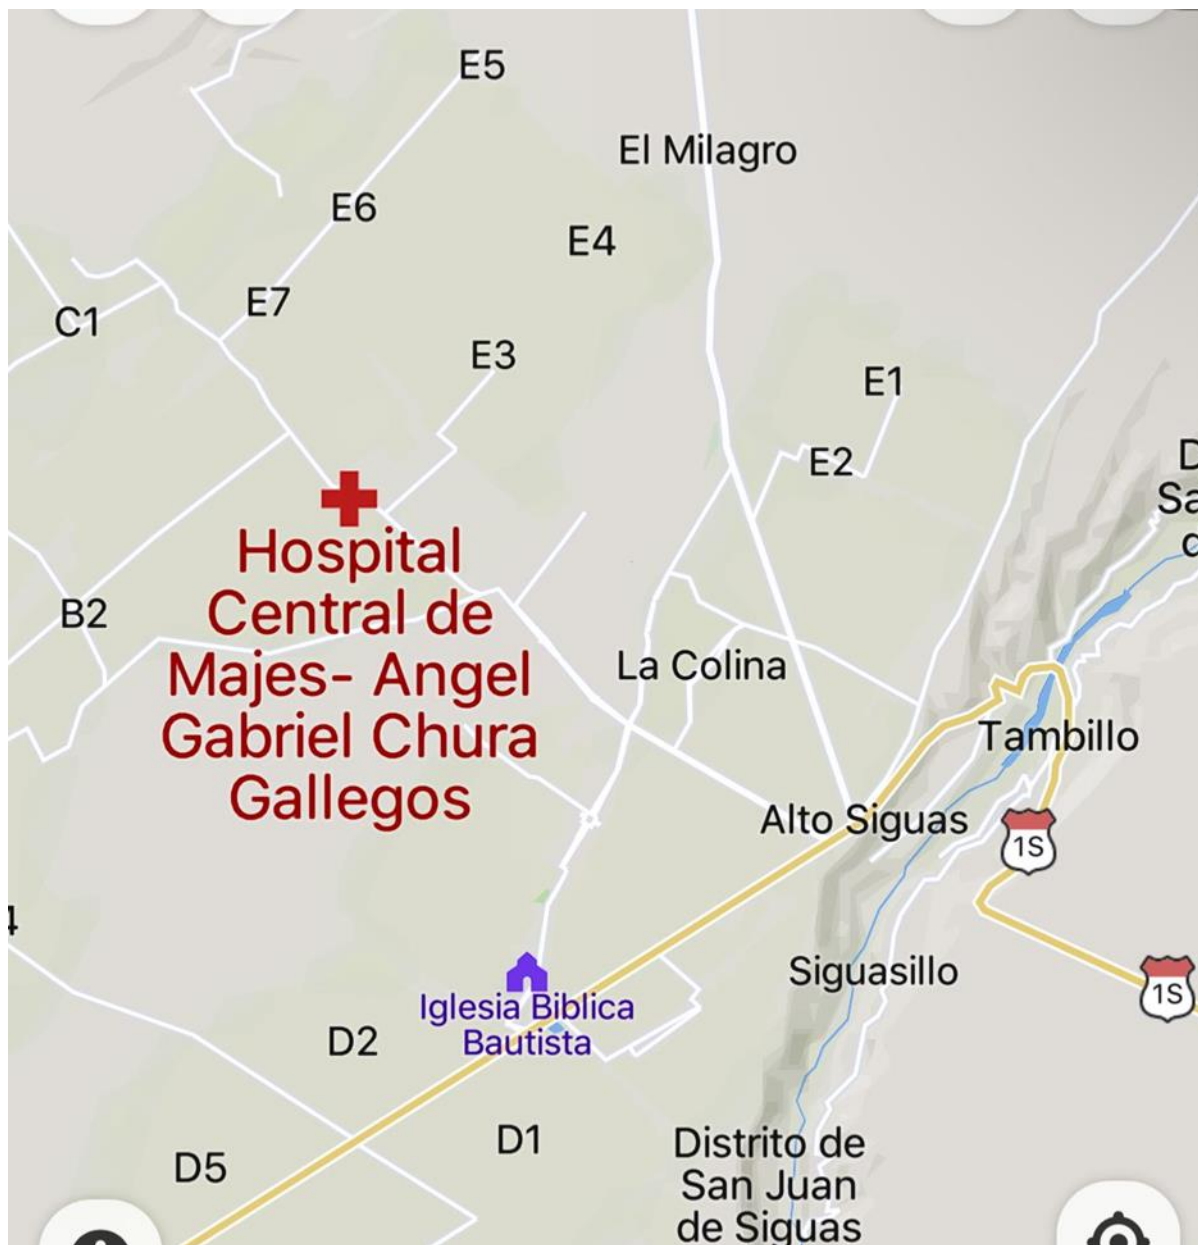 E5
El Milagro
E6
E4
E7
C1
E3
E1
E2
D
Sa
d
Hospital
Central de
Majes- Angel
Gabriel Chura
Gallegos
B2
La Colina
Tambillo
Alto Siguas
1S
4
Siguasillo
1S
Iglesia Biblica
Bautista
D2
D1
D5
Distrito de
San Juan
de Siguas